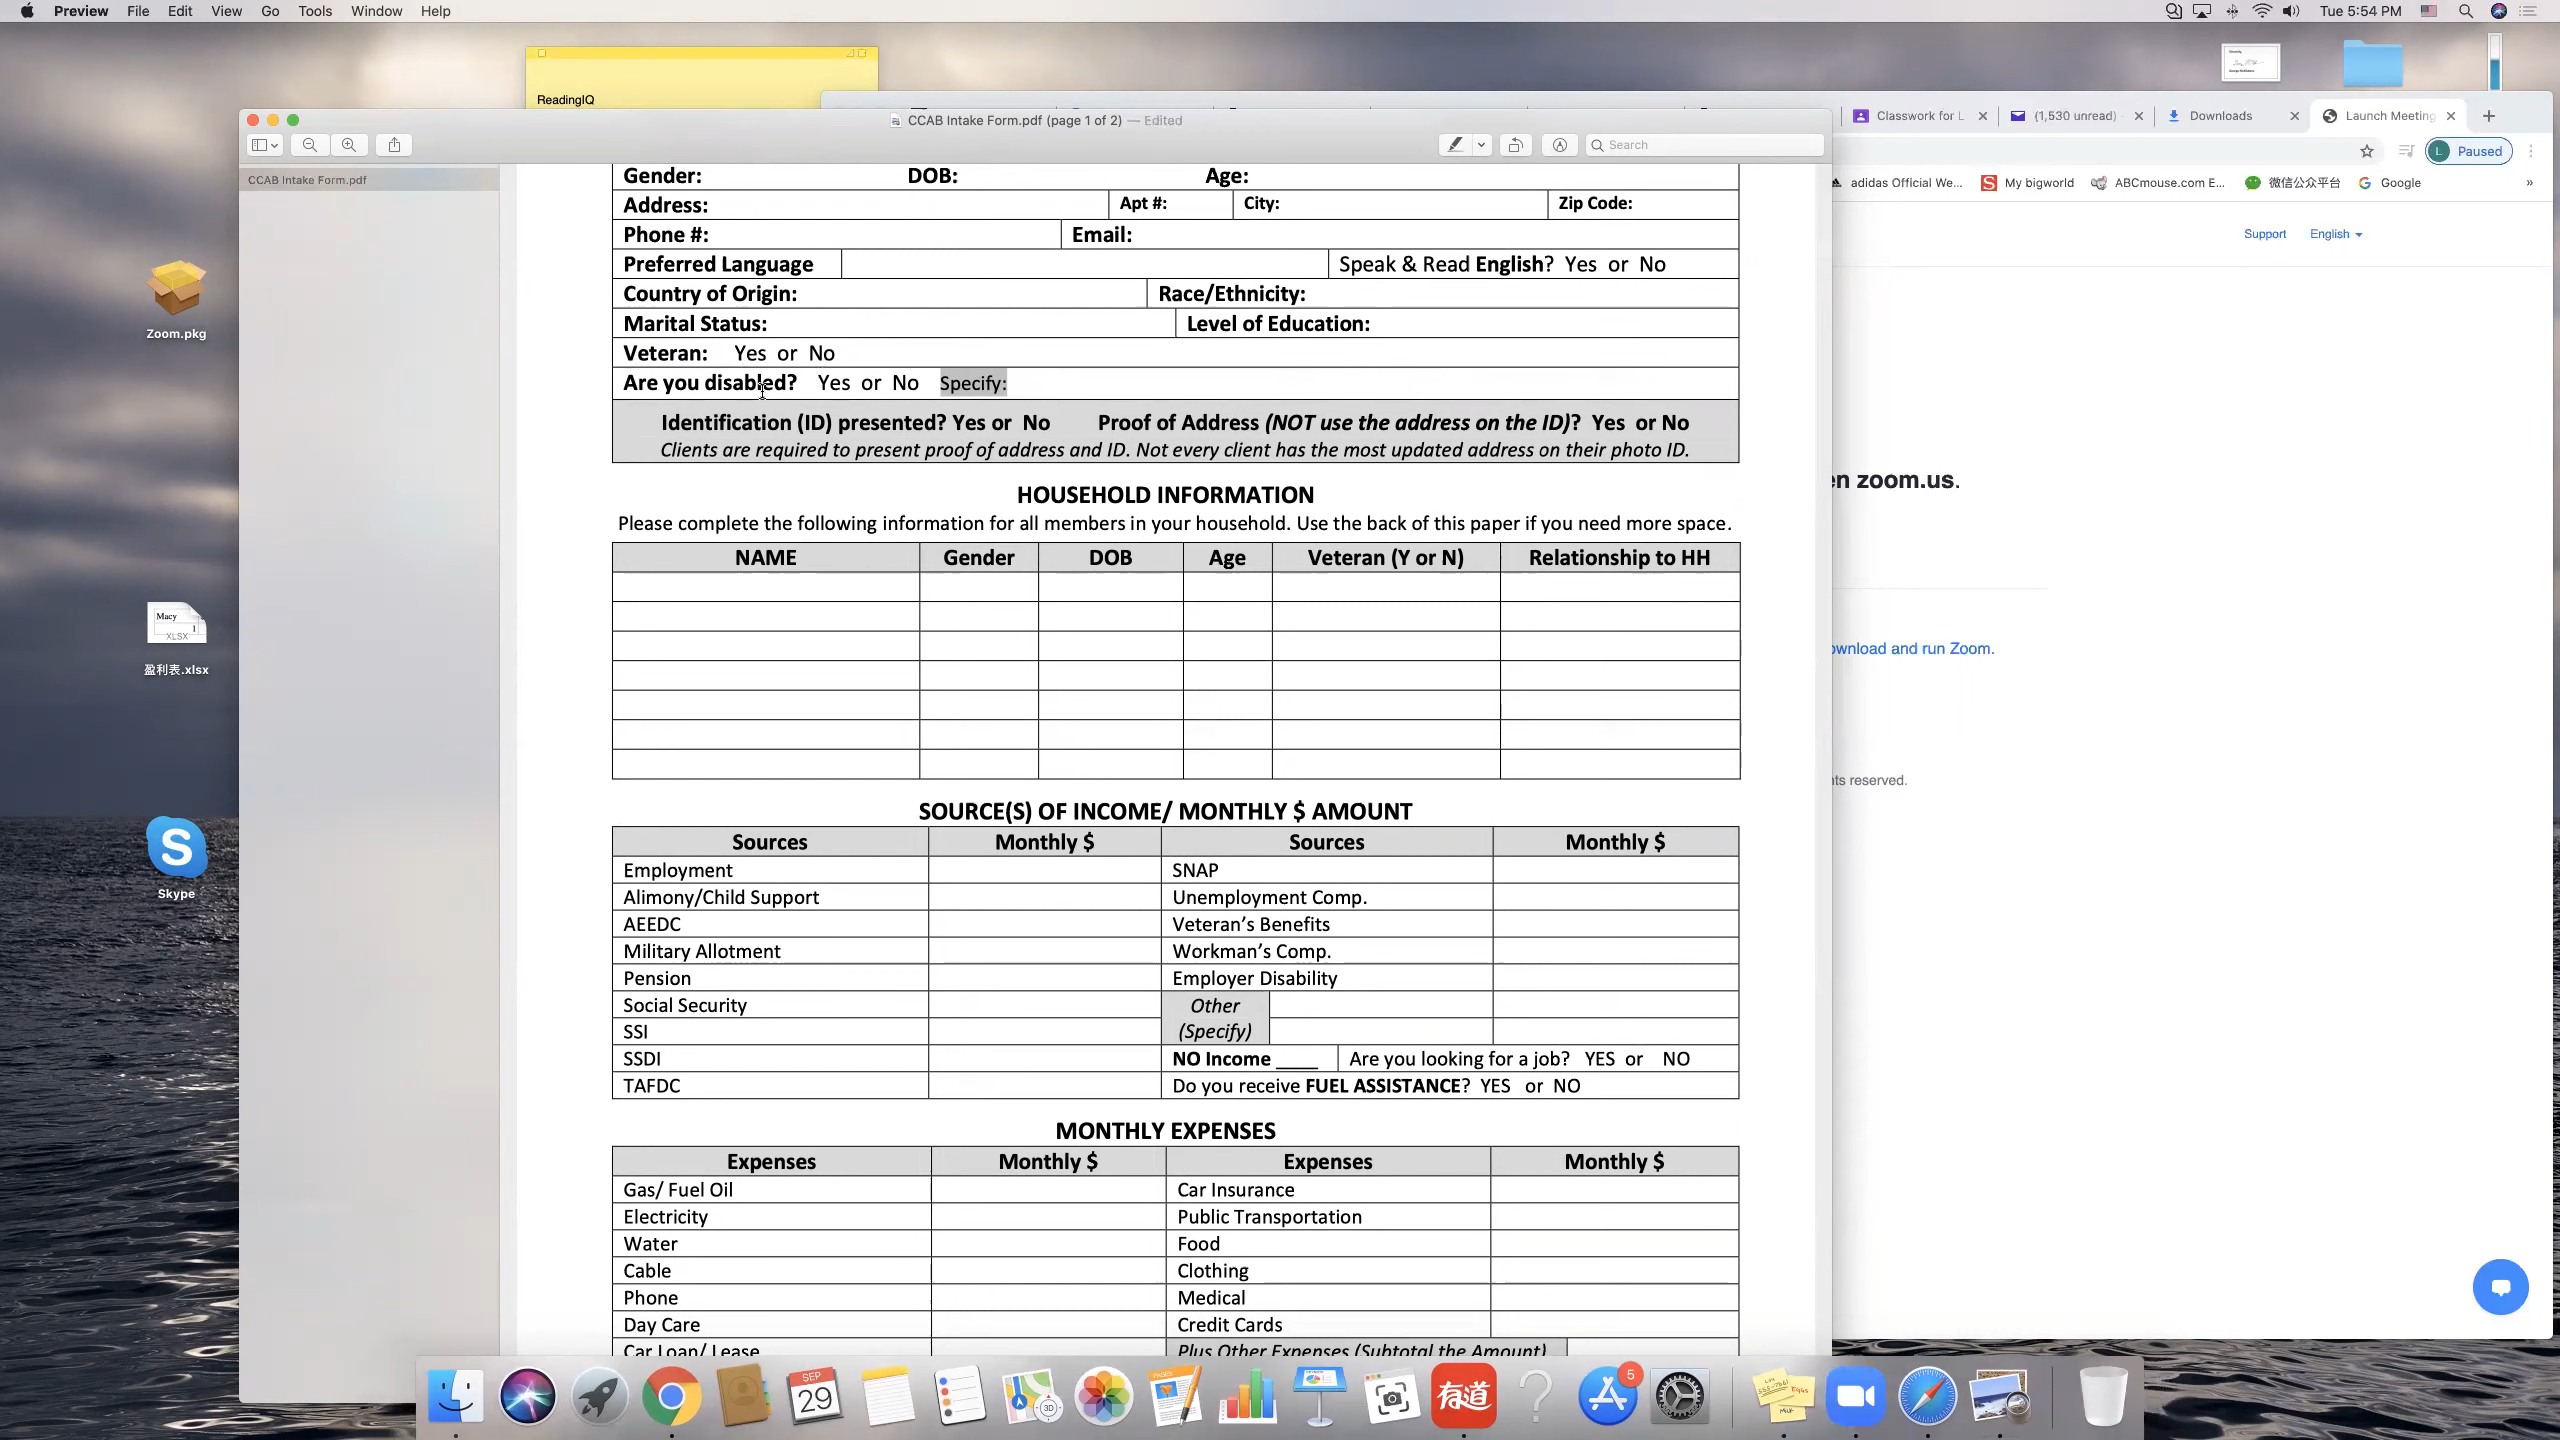 Preview File Edit View Go Tools Window Help
Tue 5:54 PM
ReadingIQ
CCAB Intake Form.pdf (page 1 of 2) — Edited
Search
Classwork for L
(1,530 unread)
Downloads
Launch Meeting
L Paused
adidas Official We...
My bigworld
ABCmouse.com E...
微信公众平台
Google
»
CCAB Intake Form.pdf
Gender: DOB: Age:
Address: Apt #: City: Zip Code:
Phone #: Email:
Preferred Language Speak & Read English? Yes or No
Country of Origin: Race/Ethnicity:
Marital Status: Level of Education:
Veteran: Yes or No
Are you disabled? Yes or No Specify:
Identification (ID) presented? Yes or No Proof of Address (NOT use the address on the ID)? Yes or No
Clients are required to present proof of address and ID. Not every client has the most updated address on their photo ID.
HOUSEHOLD INFORMATION
Please complete the following information for all members in your household. Use the back of this paper if you need more space.
NAME Gender DOB Age Veteran (Y or N) Relationship to HH
SOURCE(S) OF INCOME/ MONTHLY $ AMOUNT
Sources Monthly $ Sources Monthly $
Employment SNAP
Alimony/Child Support Unemployment Comp.
AEEDC Veteran’s Benefits
Military Allotment Workman’s Comp.
Pension Employer Disability
Social Security Other
SSI (Specify)
SSDI NO Income ____ Are you looking for a job? YES or NO
TAFDC Do you receive FUEL ASSISTANCE? YES or NO
MONTHLY EXPENSES
Expenses Monthly $ Expenses Monthly $
Gas/ Fuel Oil Car Insurance
Electricity Public Transportation
Water Food
Cable Clothing
Phone Medical
Day Care Credit Cards
Car Loan/ Lease Plus Other Expenses (Subtotal the Amount)
Support English
en zoom.us.
ownload and run Zoom.
hts reserved.
Zoom.pkg
Macy
1
XLSX
盈利表.xlsx
S
Skype
SEP
29
3D
PAGES
有道
?
5